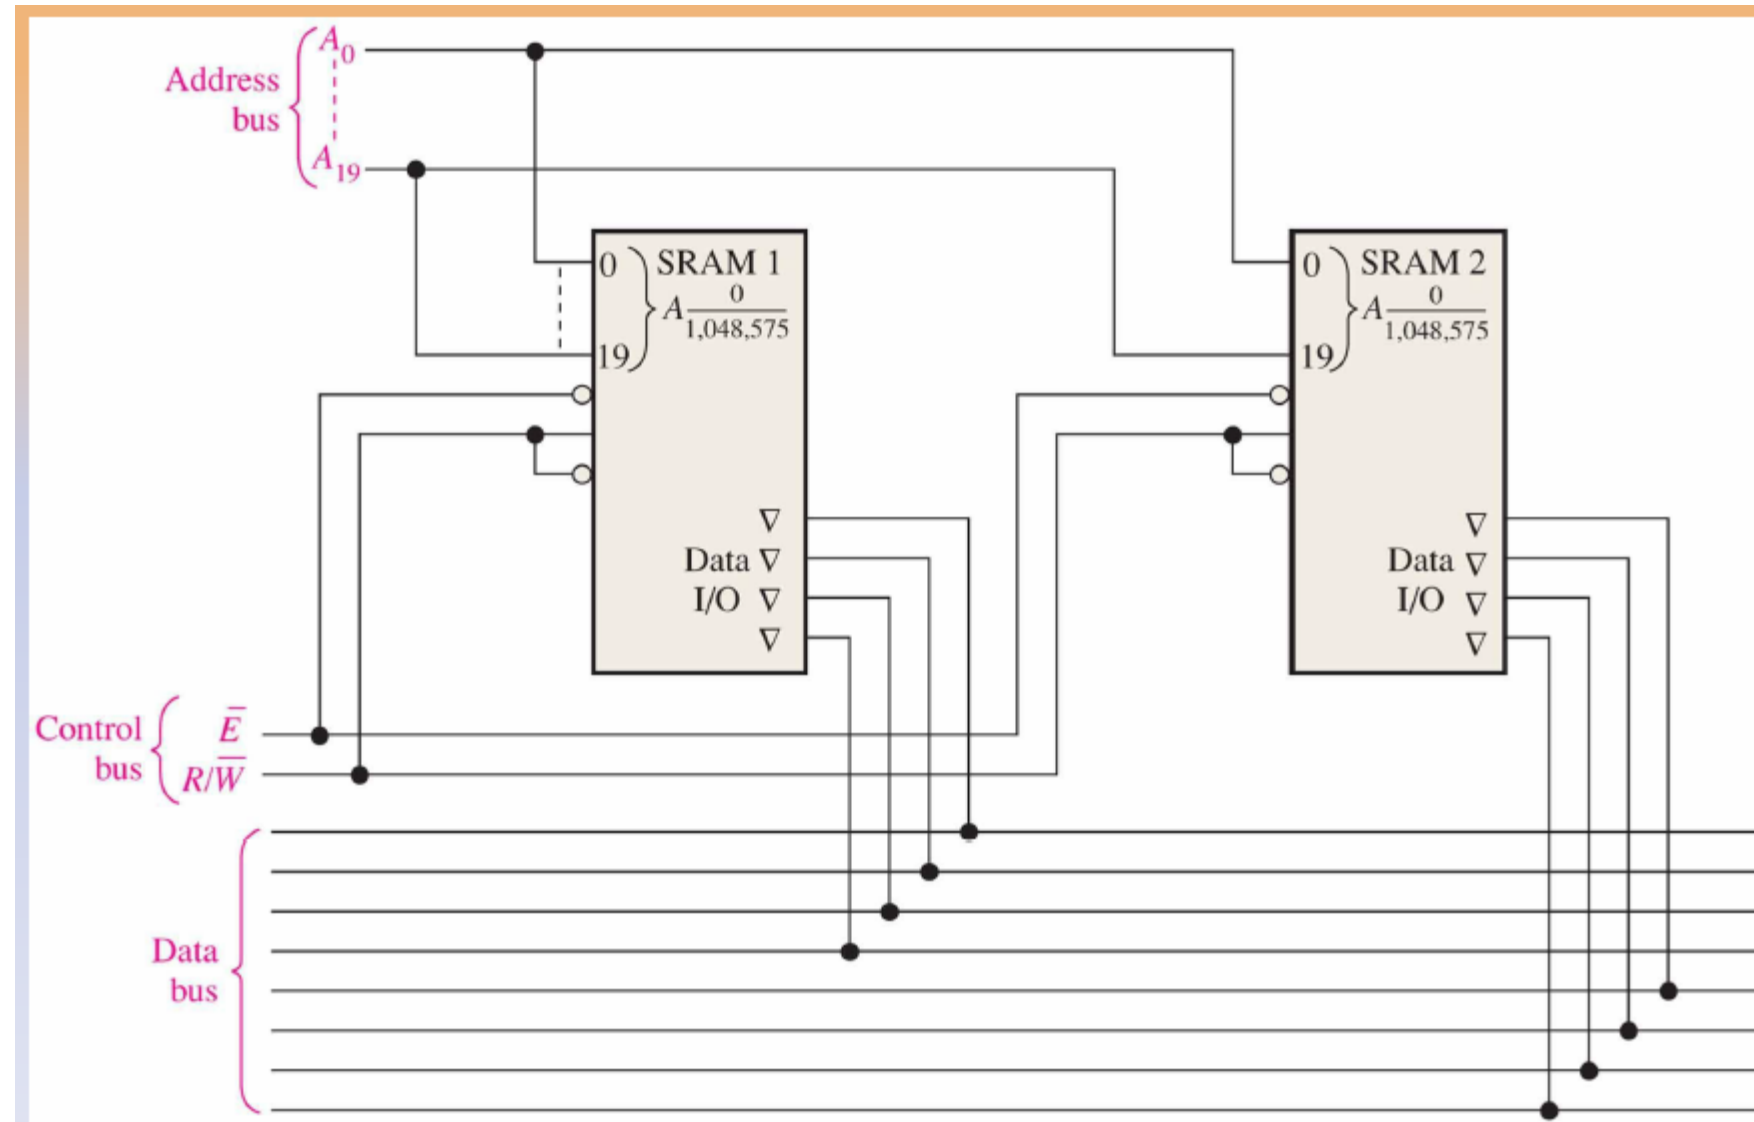 A0
Address
bus
A19
0 SRAM 1
A 0
1,048,575
19
Data ∇
I/O ∇
∇
∇
0 SRAM 2
A 0
1,048,575
19
∇
Data ∇
I/O ∇
∇
Control
bus
E̅
R/W̅
Data
bus